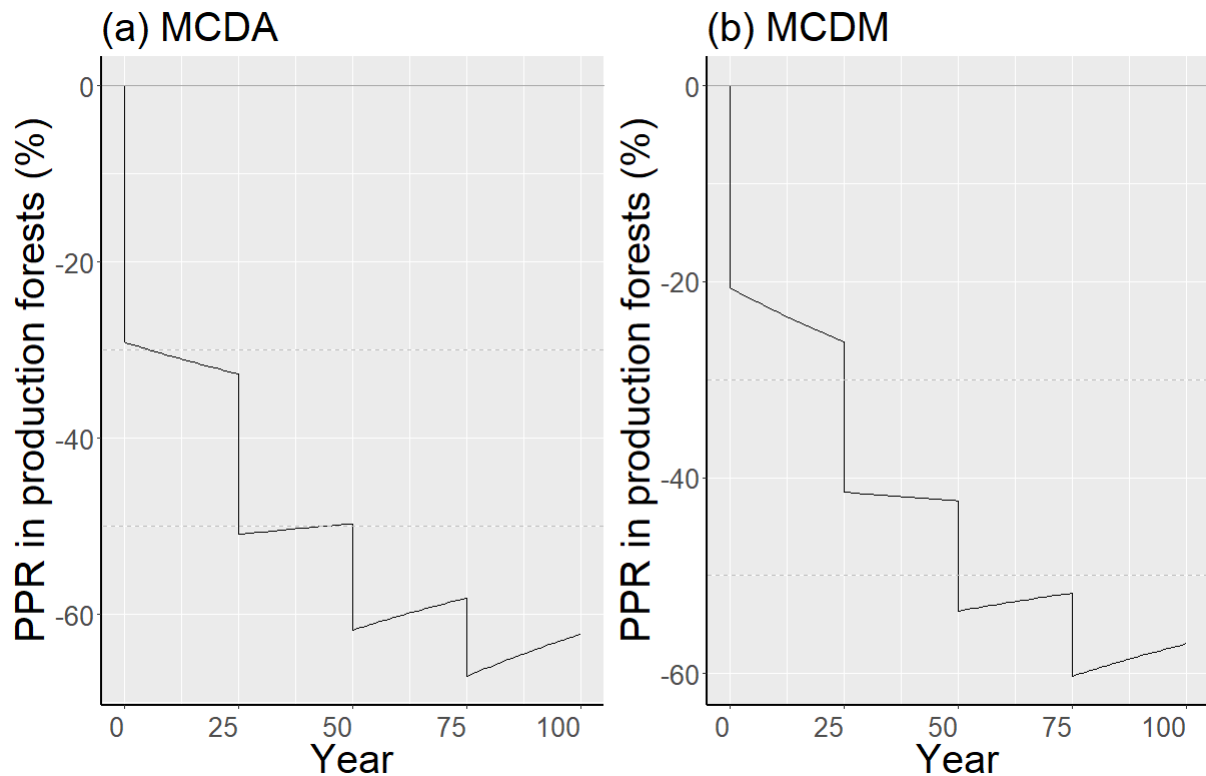 (a) MCDA
PPR in production forests (%)
0
-20
-40
-60
0 25 50 75 100
Year
(b) MCDM
PPR in production forests (%)
0
-20
-40
-60
0 25 50 75 100
Year